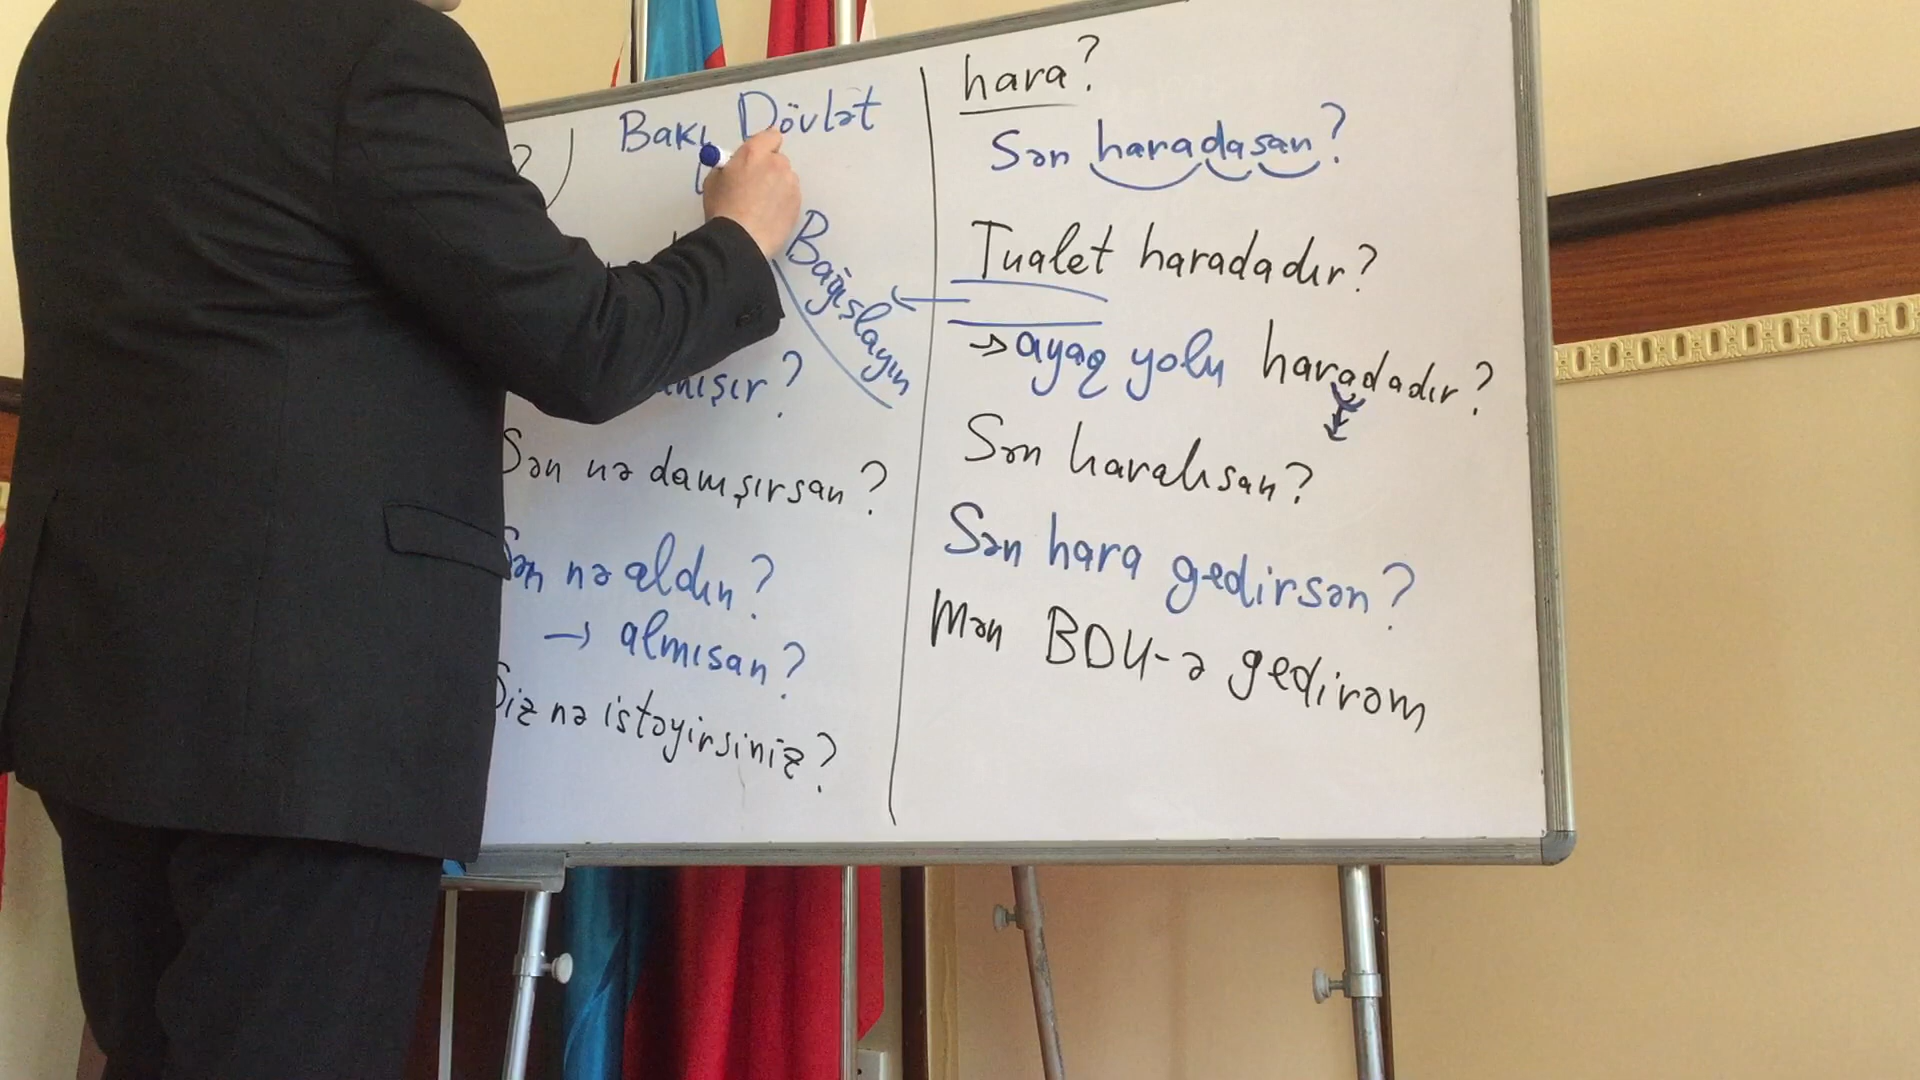 Bakı Dövlət
?
Bağışlayın
nışır?
Sən nə danışırsan?
Sən nə aldın?
→ almısan?
Siz nə istəyirsiniz?
hara?
Sən haradasan?
Tualet haradadır?
→ ayaq yolu haradadır?
Sən haralısan?
Sən hara gedirsən?
Mən BDU-ə gedirəm